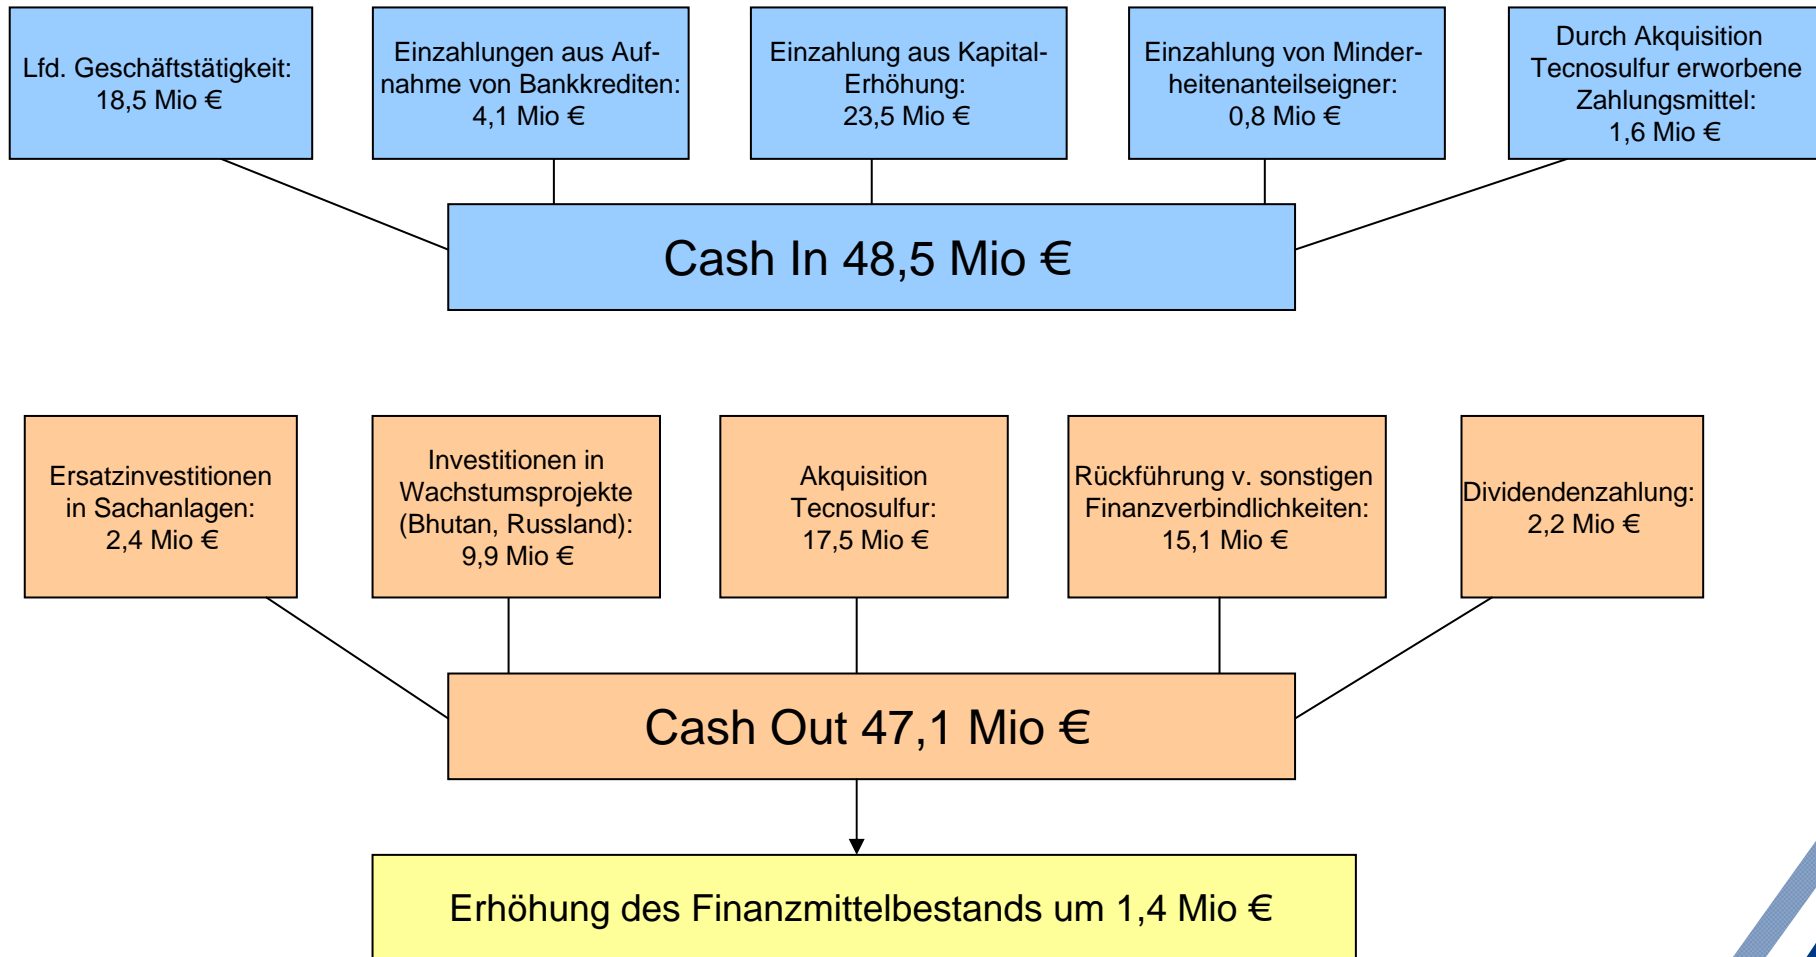 Lfd. Geschäftstätigkeit:
18,5 Mio €
Einzahlungen aus Auf-
nahme von Bankkrediten:
4,1 Mio €
Einzahlung aus Kapital-
Erhöhung:
23,5 Mio €
Einzahlung von Minder-
heitenanteilseigner:
0,8 Mio €
Durch Akquisition
Tecnosulfur erworbene
Zahlungsmittel:
1,6 Mio €
Cash In 48,5 Mio €
Ersatzinvestitionen
in Sachanlagen:
2,4 Mio €
Investitionen in
Wachstumsprojekte
(Bhutan, Russland):
9,9 Mio €
Akquisition
Tecnosulfur:
17,5 Mio €
Rückführung v. sonstigen
Finanzverbindlichkeiten:
15,1 Mio €
Dividendenzahlung:
2,2 Mio €
Cash Out 47,1 Mio €
Erhöhung des Finanzmittelbestands um 1,4 Mio €